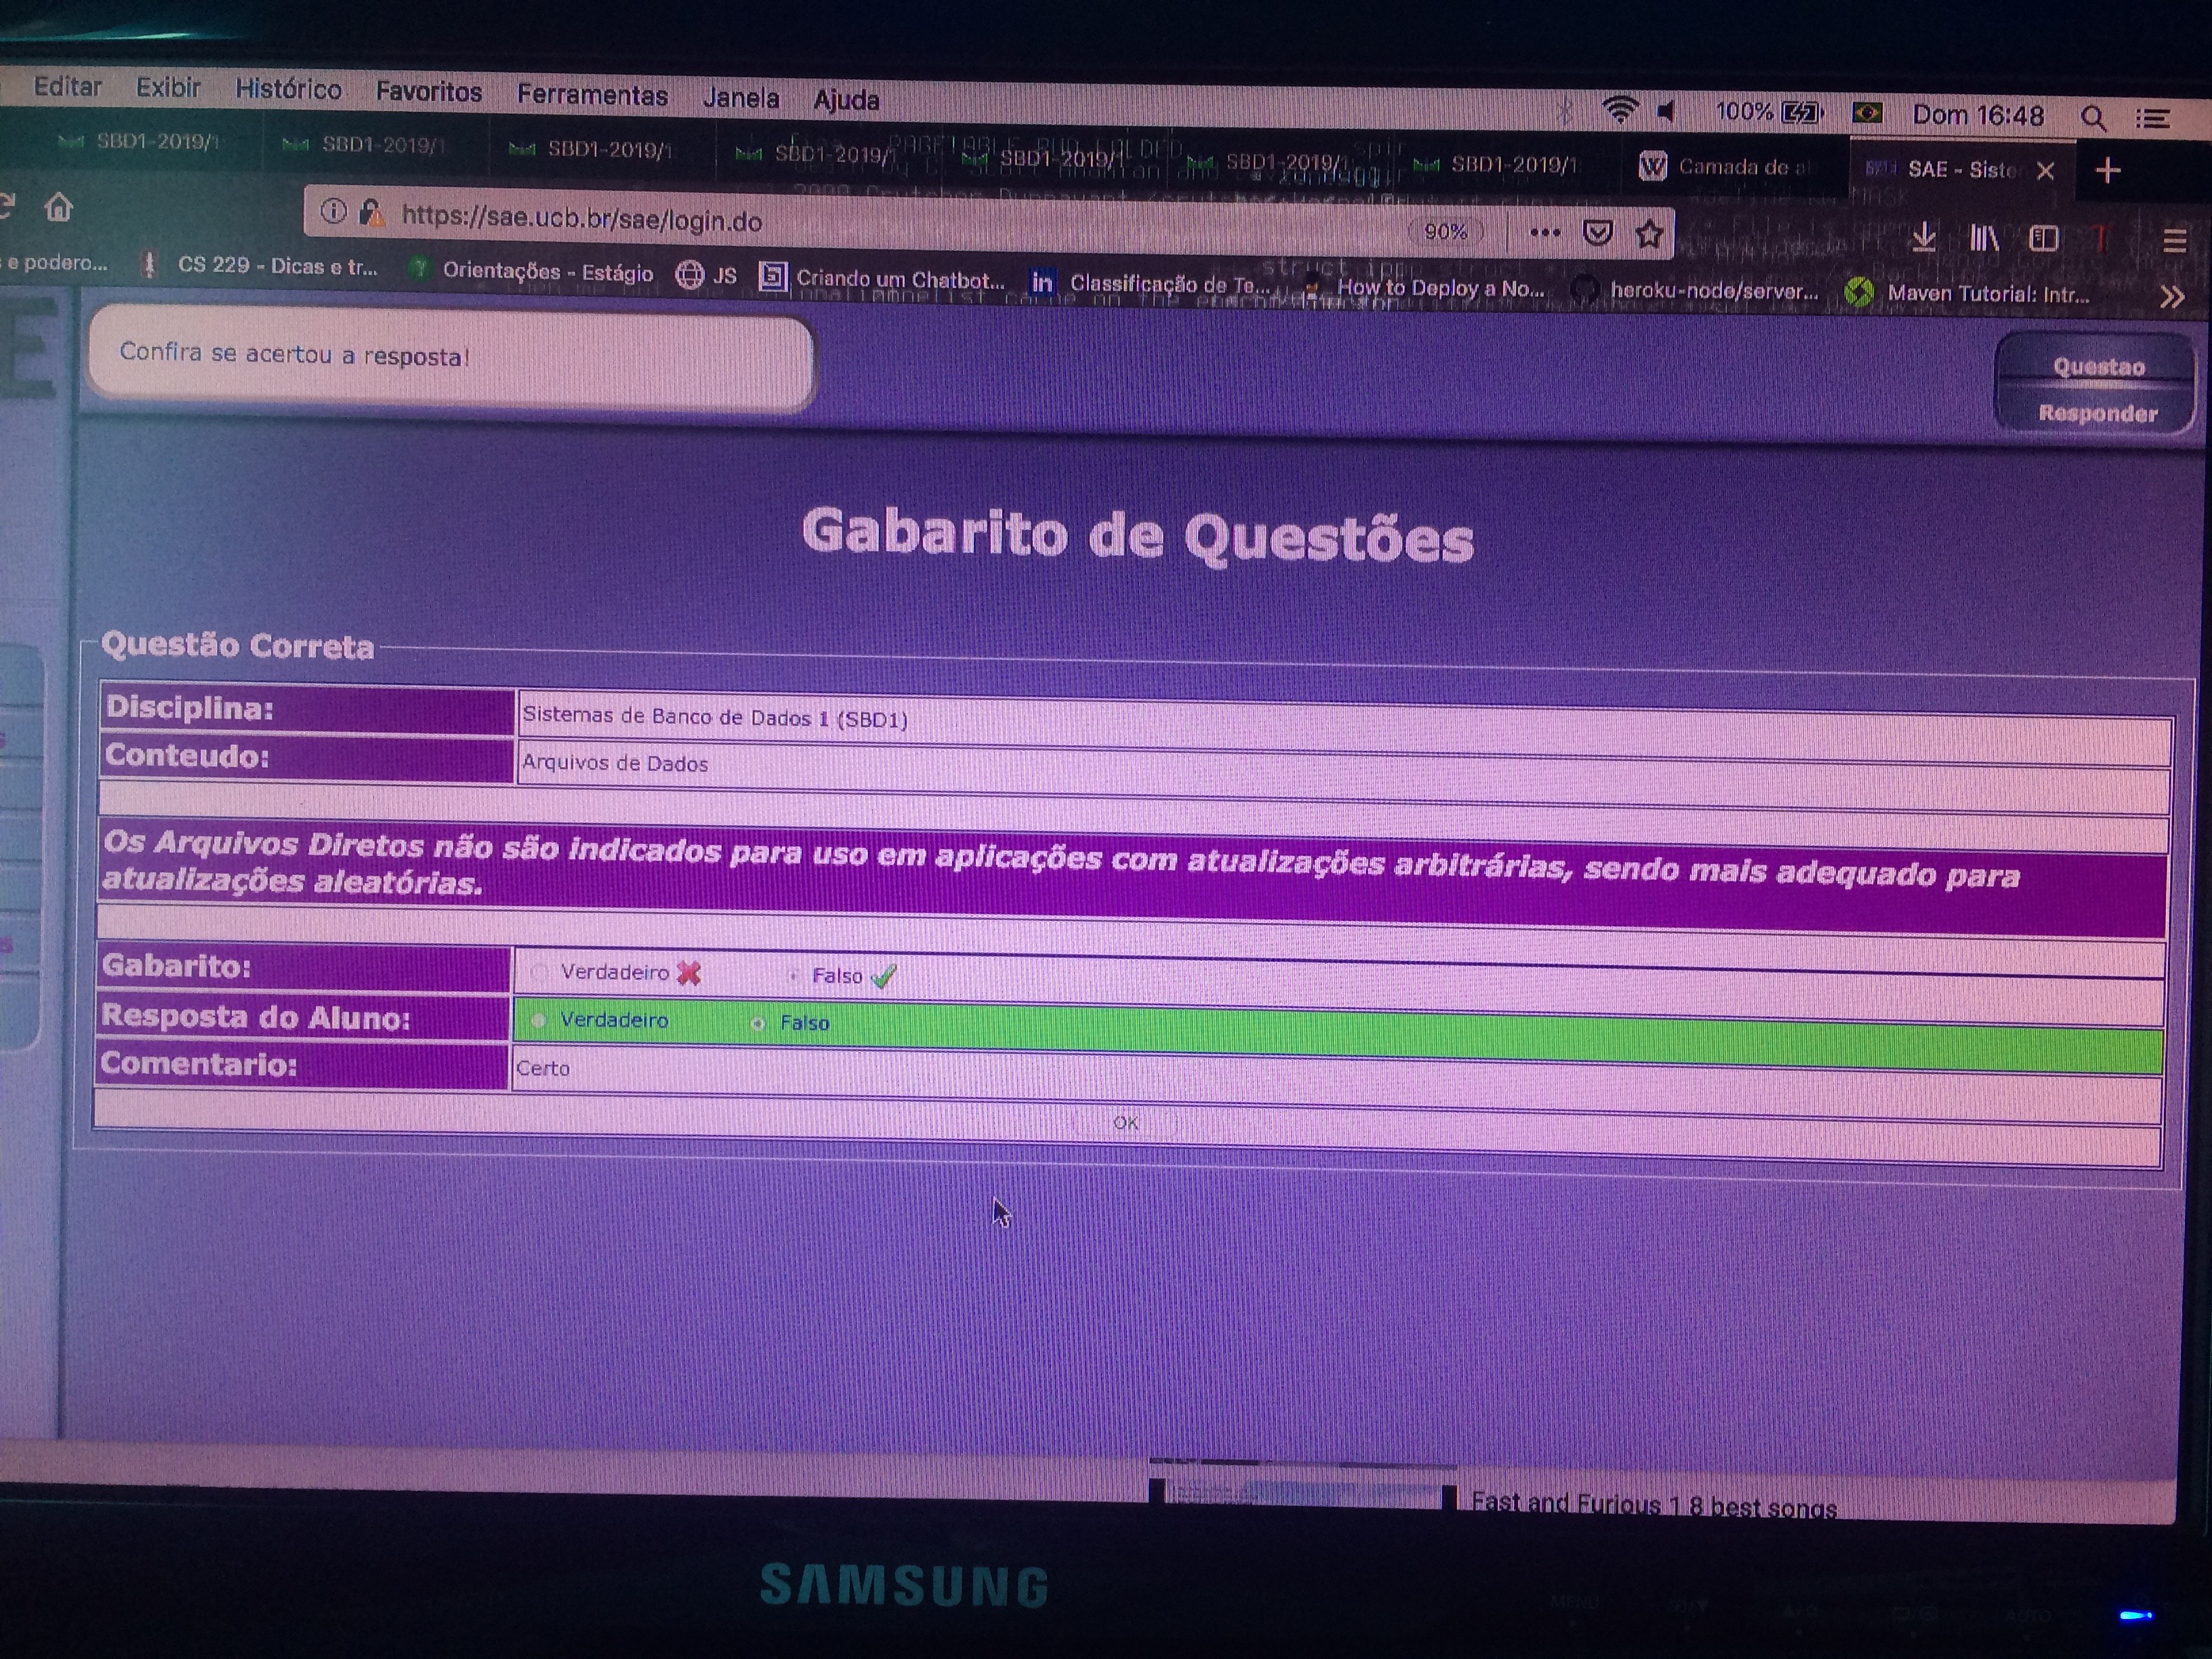 Editar Exibir Histórico Favoritos Ferramentas Janela Ajuda 100% Dom 16:48
SBD1-2019/1 SBD1-2019/1 SBD1-2019/1 SBD1-2019/1 SBD1-2019/1 SBD1-2019/1 SBD1-2019/1 Camada de a SAE - Siste
https://sae.ucb.br/sae/login.do 90%
e podero... CS 229 - Dicas e tr... Orientações - Estágio JS Criando um Chatbot... Classificação de Te... How to Deploy a No... heroku-node/server... Maven Tutorial: Intr...
Confira se acertou a resposta!
Questao
Responder
Gabarito de Questões
Questão Correta
Disciplina: Sistemas de Banco de Dados 1 (SBD1)
Conteudo: Arquivos de Dados
Os Arquivos Diretos não são indicados para uso em aplicações com atualizações arbitrárias, sendo mais adequado para
atualizações aleatórias.
Gabarito: Verdadeiro Falso
Resposta do Aluno: Verdadeiro Falso
Comentario: Certo
OK
Fast and Furious 1 8 best songs
SAMSUNG
MENU
AUTO